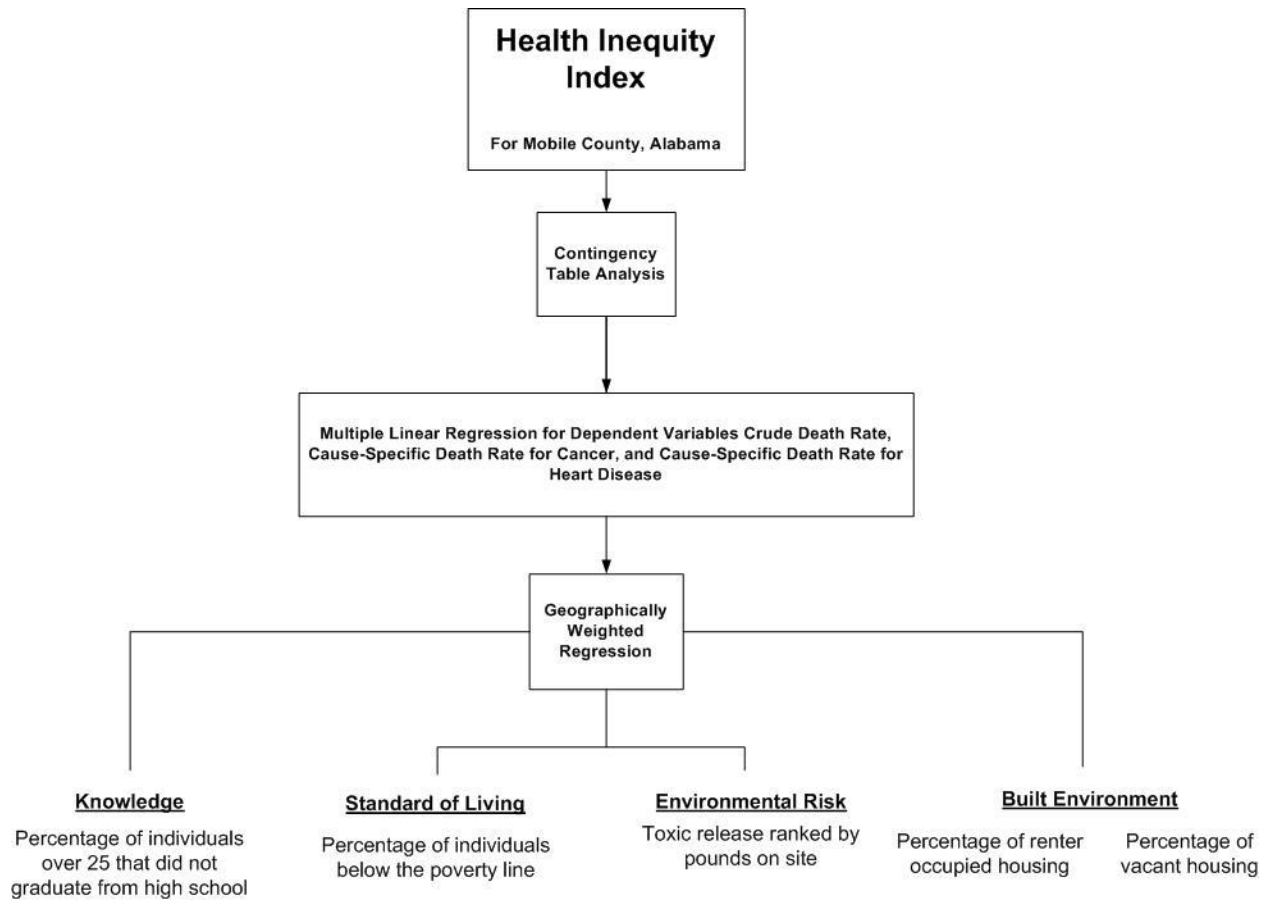 Health Inequity
Index
For Mobile County, Alabama
Contingency
Table Analysis
Multiple Linear Regression for Dependent Variables Crude Death Rate,
Cause-Specific Death Rate for Cancer, and Cause-Specific Death Rate for
Heart Disease
Geographically
Weighted
Regression
Knowledge
Percentage of individuals
over 25 that did not
graduate from high school
Standard of Living
Percentage of individuals
below the poverty line
Environmental Risk
Toxic release ranked by
pounds on site
Built Environment
Percentage of renter
occupied housing
Percentage of
vacant housing